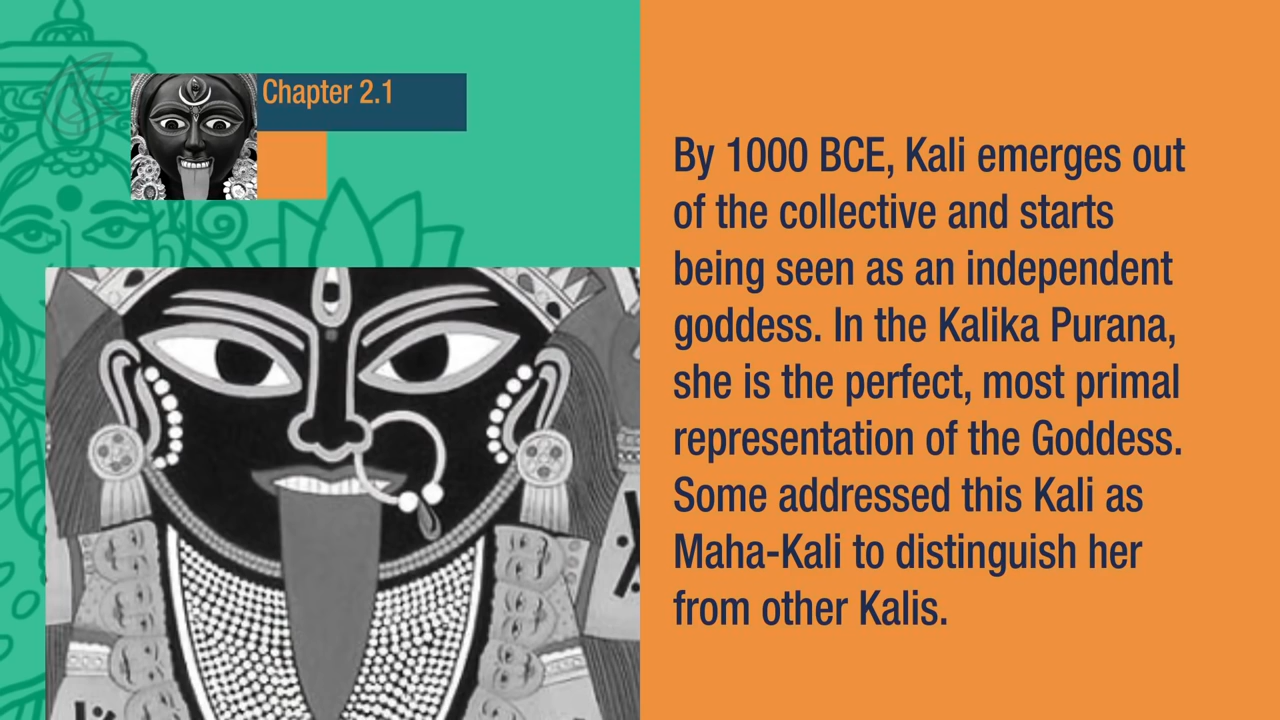 Chapter 2.1
By 1000 BCE, Kali emerges out
of the collective and starts
being seen as an independent
goddess. In the Kalika Purana,
she is the perfect, most primal
representation of the Goddess.
Some addressed this Kali as
Maha-Kali to distinguish her
from other Kalis.